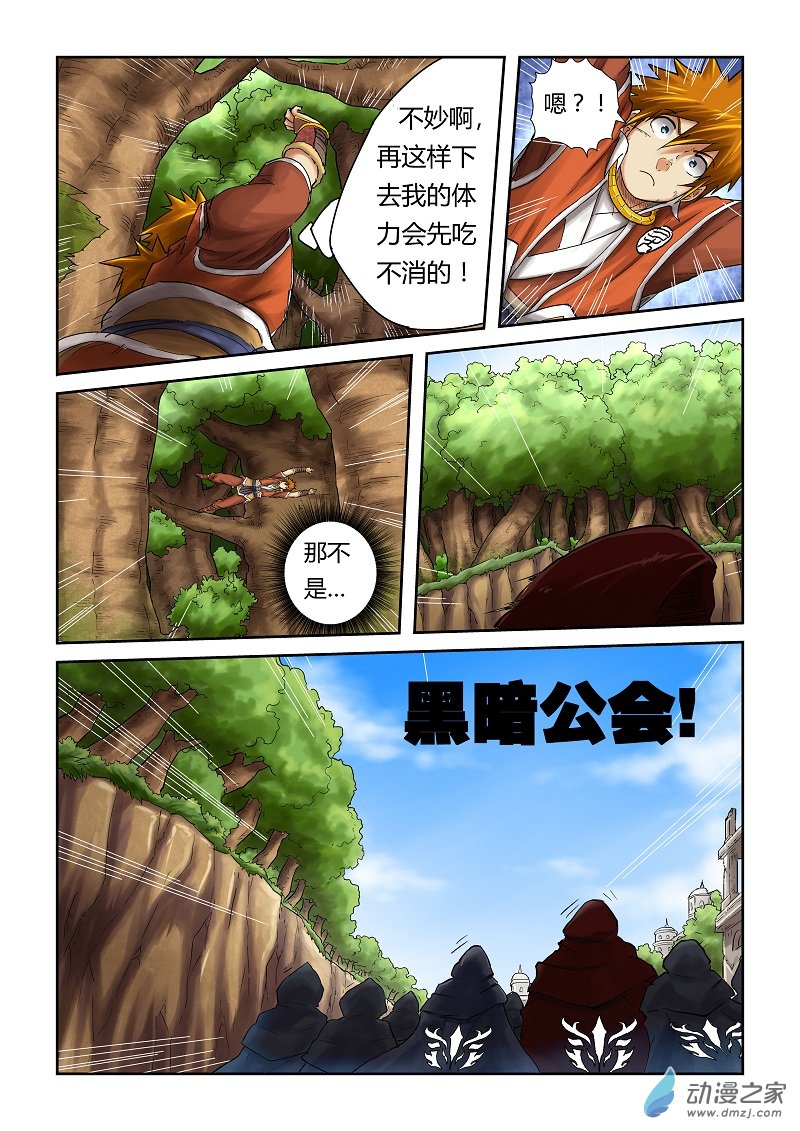 不妙啊，
再这样下
去我的体
力会先吃
不消的！
嗯？！
那不
是...
黑暗公会!
动漫之家
www.dmzj.com